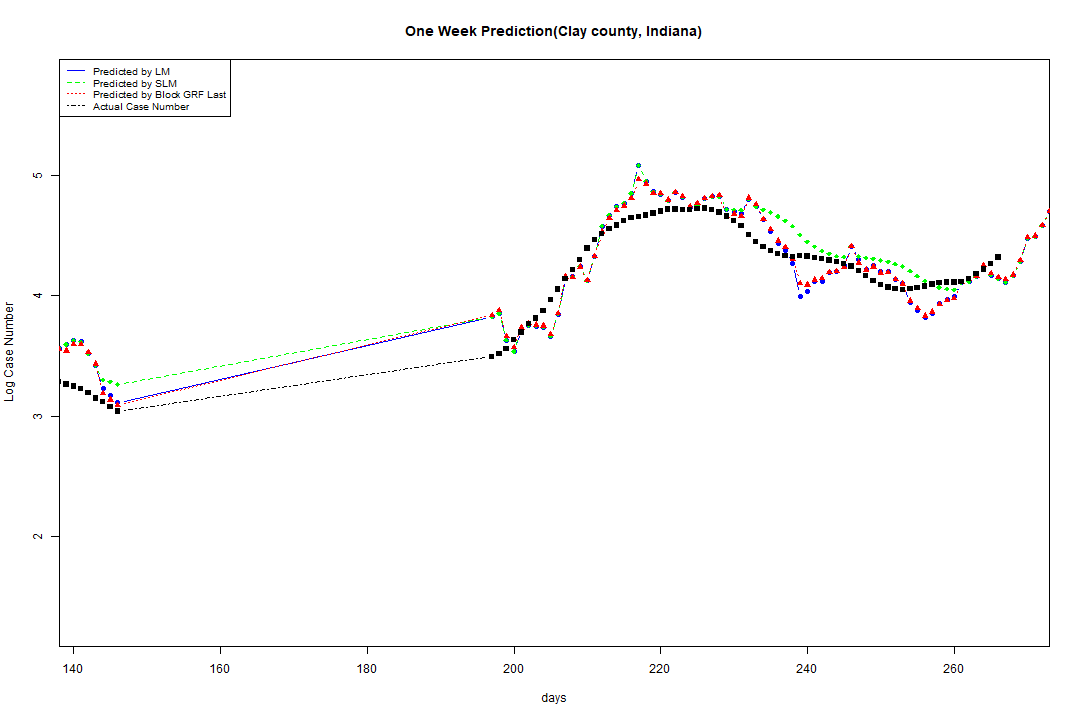 One Week Prediction(Clay county, Indiana)
Predicted by LM
Predicted by SLM
Predicted by Block GRF Last
Actual Case Number
5
4
3
2
Log Case Number
140 160 180 200 220 240 260
days